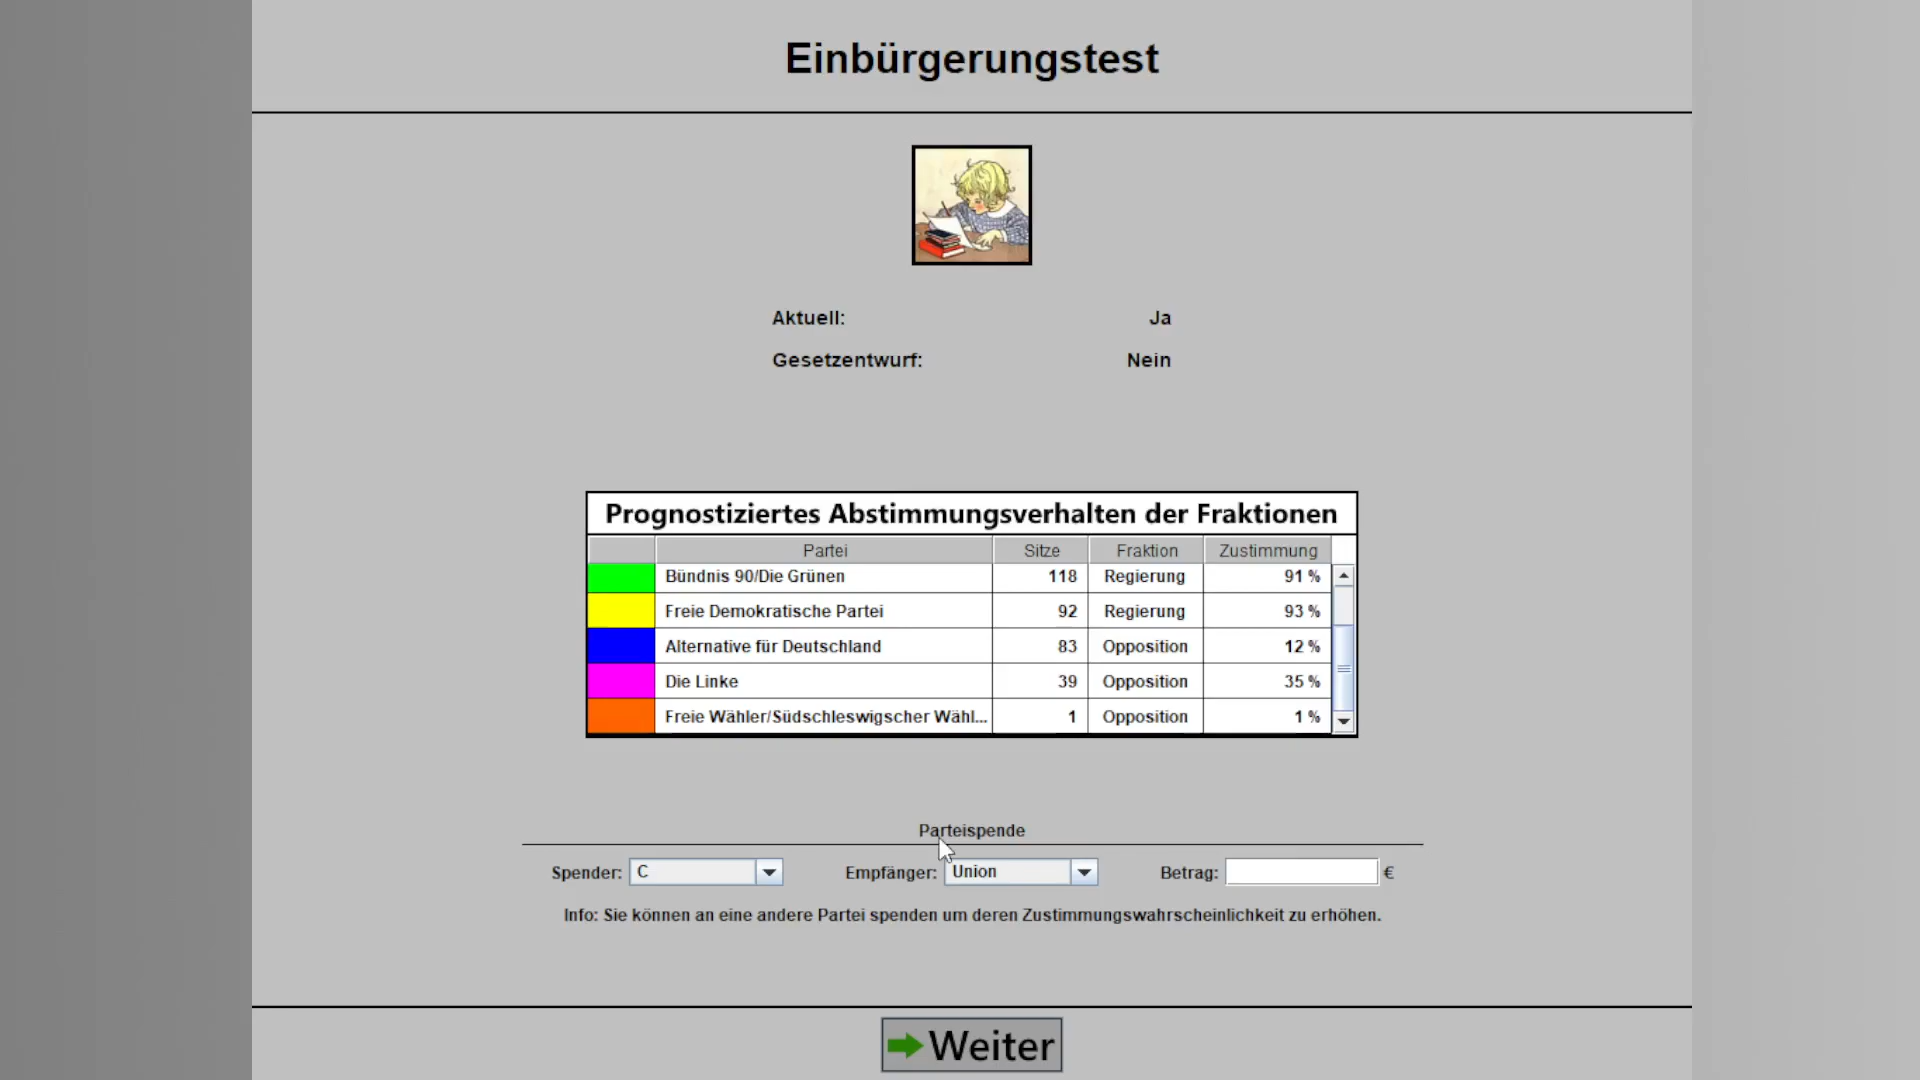 Einbürgerungstest
Aktuell: Ja
Gesetzentwurf: Nein
Prognostiziertes Abstimmungsverhalten der Fraktionen
Partei Sitze Fraktion Zustimmung
Bündnis 90/Die Grünen 118 Regierung 91 %
Freie Demokratische Partei 92 Regierung 93 %
Alternative für Deutschland 83 Opposition 12 %
Die Linke 39 Opposition 35 %
Freie Wähler/Südschleswigscher Wähl... 1 Opposition 1 %
Parteispende
Spender: C Empfänger: Union Betrag: €
Info: Sie können an eine andere Partei spenden um deren Zustimmungswahrscheinlichkeit zu erhöhen.
Weiter